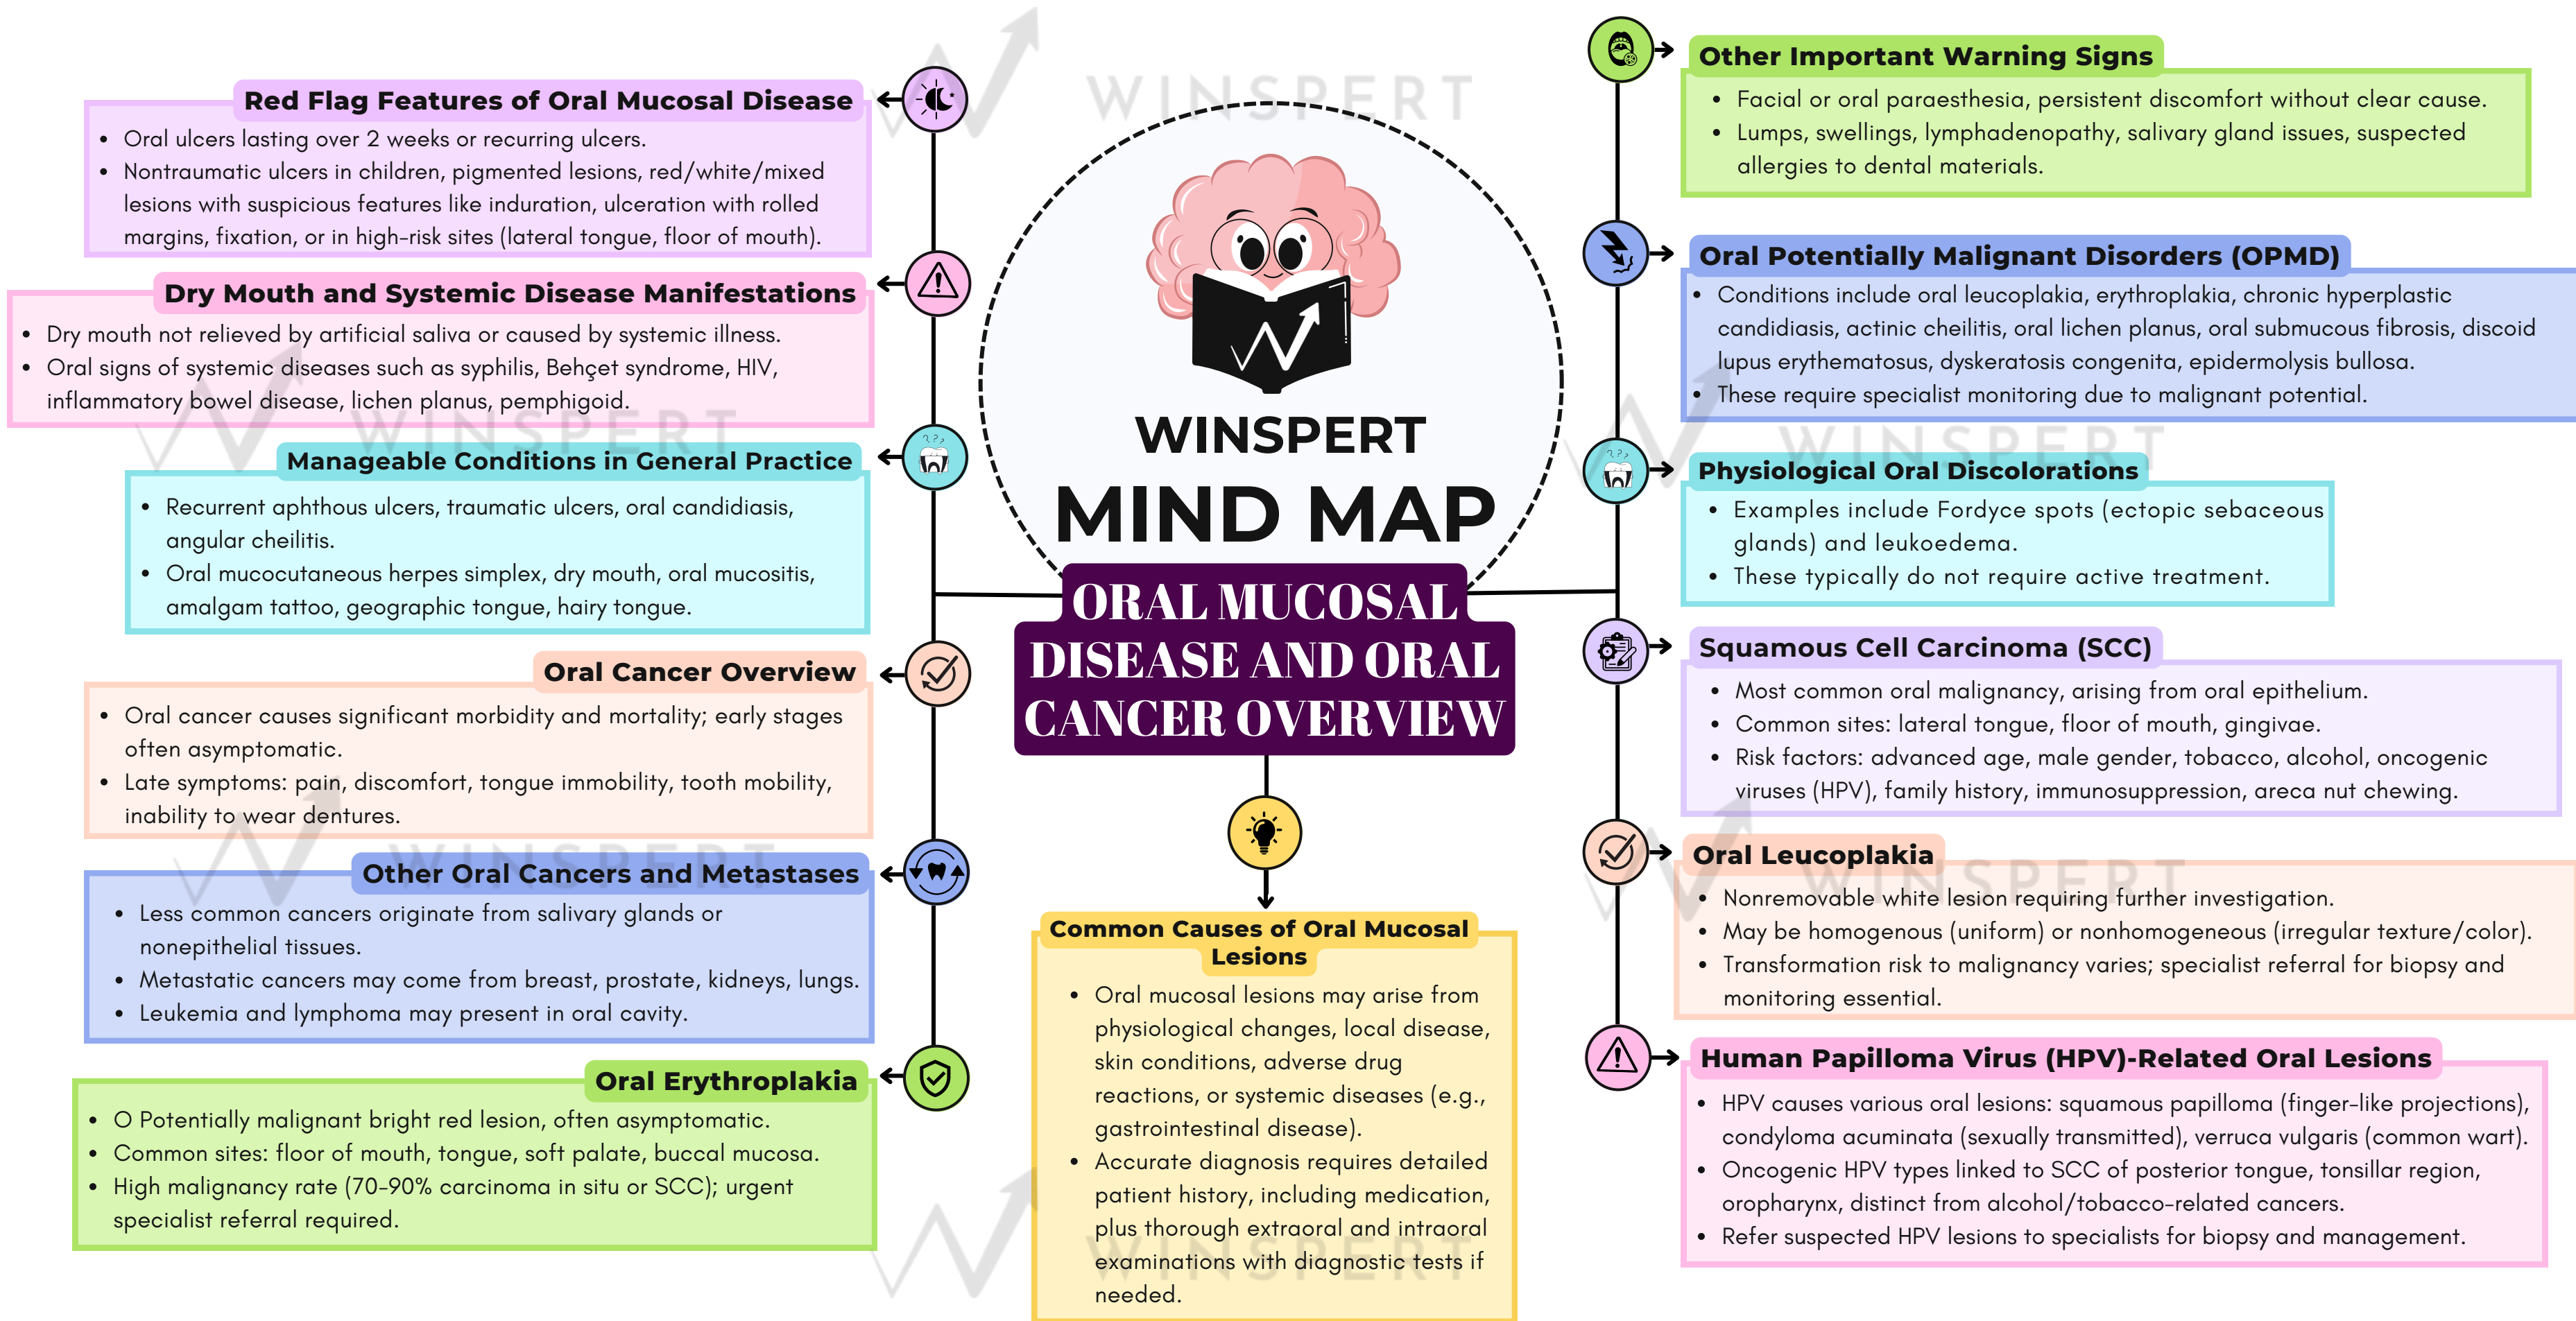 WINSPERT
MIND MAP
ORAL MUCOSAL
DISEASE AND ORAL
CANCER OVERVIEW
Red Flag Features of Oral Mucosal Disease
• Oral ulcers lasting over 2 weeks or recurring ulcers.
• Nontraumatic ulcers in children, pigmented lesions, red/white/mixed
lesions with suspicious features like induration, ulceration with rolled
margins, fixation, or in high-risk sites (lateral tongue, floor of mouth).
Dry Mouth and Systemic Disease Manifestations
• Dry mouth not relieved by artificial saliva or caused by systemic illness.
• Oral signs of systemic diseases such as syphilis, Behçet syndrome, HIV,
inflammatory bowel disease, lichen planus, pemphigoid.
Manageable Conditions in General Practice
• Recurrent aphthous ulcers, traumatic ulcers, oral candidiasis,
angular cheilitis.
• Oral mucocutaneous herpes simplex, dry mouth, oral mucositis,
amalgam tattoo, geographic tongue, hairy tongue.
Oral Cancer Overview
• Oral cancer causes significant morbidity and mortality; early stages
often asymptomatic.
• Late symptoms: pain, discomfort, tongue immobility, tooth mobility,
inability to wear dentures.
Other Oral Cancers and Metastases
• Less common cancers originate from salivary glands or
nonepithelial tissues.
• Metastatic cancers may come from breast, prostate, kidneys, lungs.
• Leukemia and lymphoma may present in oral cavity.
Oral Erythroplakia
• O Potentially malignant bright red lesion, often asymptomatic.
• Common sites: floor of mouth, tongue, soft palate, buccal mucosa.
• High malignancy rate (70-90% carcinoma in situ or SCC); urgent
specialist referral required.
Common Causes of Oral Mucosal
Lesions
• Oral mucosal lesions may arise from
physiological changes, local disease,
skin conditions, adverse drug
reactions, or systemic diseases (e.g.,
gastrointestinal disease).
• Accurate diagnosis requires detailed
patient history, including medication,
plus thorough extraoral and intraoral
examinations with diagnostic tests if
needed.
Other Important Warning Signs
• Facial or oral paraesthesia, persistent discomfort without clear cause.
• Lumps, swellings, lymphadenopathy, salivary gland issues, suspected
allergies to dental materials.
Oral Potentially Malignant Disorders (OPMD)
• Conditions include oral leucoplakia, erythroplakia, chronic hyperplastic
candidiasis, actinic cheilitis, oral lichen planus, oral submucous fibrosis, discoid
lupus erythematosus, dyskeratosis congenita, epidermolysis bullosa.
• These require specialist monitoring due to malignant potential.
Physiological Oral Discolorations
• Examples include Fordyce spots (ectopic sebaceous
glands) and leukoedema.
• These typically do not require active treatment.
Squamous Cell Carcinoma (SCC)
• Most common oral malignancy, arising from oral epithelium.
• Common sites: lateral tongue, floor of mouth, gingivae.
• Risk factors: advanced age, male gender, tobacco, alcohol, oncogenic
viruses (HPV), family history, immunosuppression, areca nut chewing.
Oral Leucoplakia
• Nonremovable white lesion requiring further investigation.
• May be homogenous (uniform) or nonhomogeneous (irregular texture/color).
• Transformation risk to malignancy varies; specialist referral for biopsy and
monitoring essential.
Human Papilloma Virus (HPV)-Related Oral Lesions
• HPV causes various oral lesions: squamous papilloma (finger-like projections),
condyloma acuminata (sexually transmitted), verruca vulgaris (common wart).
• Oncogenic HPV types linked to SCC of posterior tongue, tonsillar region,
oropharynx, distinct from alcohol/tobacco-related cancers.
• Refer suspected HPV lesions to specialists for biopsy and management.
WINSPERT
WINSPERT
WINSPERT
WINSPERT
WINSPERT
WINSPERT